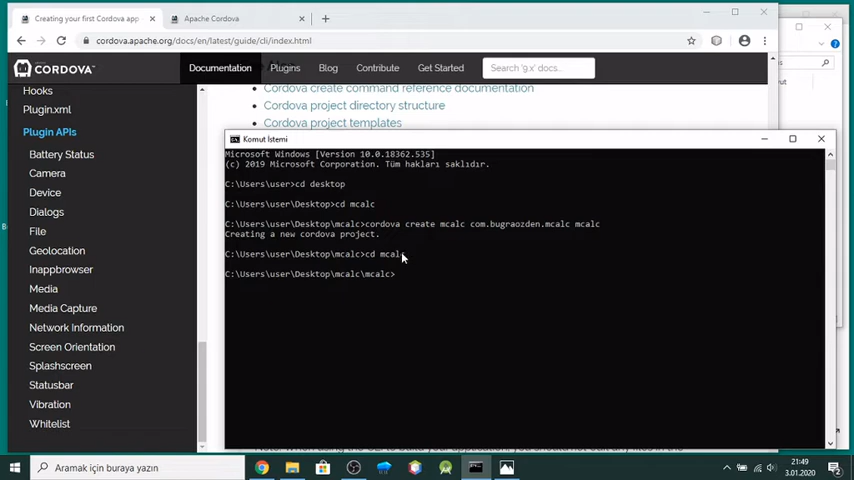 Creating your first Cordova app
Apache Cordova
cordova.apache.org/docs/en/latest/guide/cli/index.html
CORDOVA™
Documentation
Plugins
Blog
Contribute
Get Started
Search '9.x' docs...
Hooks
Plugin.xml
Plugin APIs
Battery Status
Camera
Device
Dialogs
File
Geolocation
Inappbrowser
Media
Media Capture
Network Information
Screen Orientation
Splashscreen
Statusbar
Vibration
Whitelist
Cordova create command reference documentation
Cordova project directory structure
Cordova project templates
Komut İstemi
Microsoft Windows [Version 10.0.18362.535]
(c) 2019 Microsoft Corporation. Tüm hakları saklıdır.
C:\Users\user>cd desktop
C:\Users\user\Desktop>cd mcalc
C:\Users\user\Desktop\mcalc>cordova create mcalc com.bugraozden.mcalc mcalc
Creating a new cordova project.
C:\Users\user\Desktop\mcalc>cd mcalc
C:\Users\user\Desktop\mcalc\mcalc>
Aramak için buraya yazın
21:49
3.01.2020
2